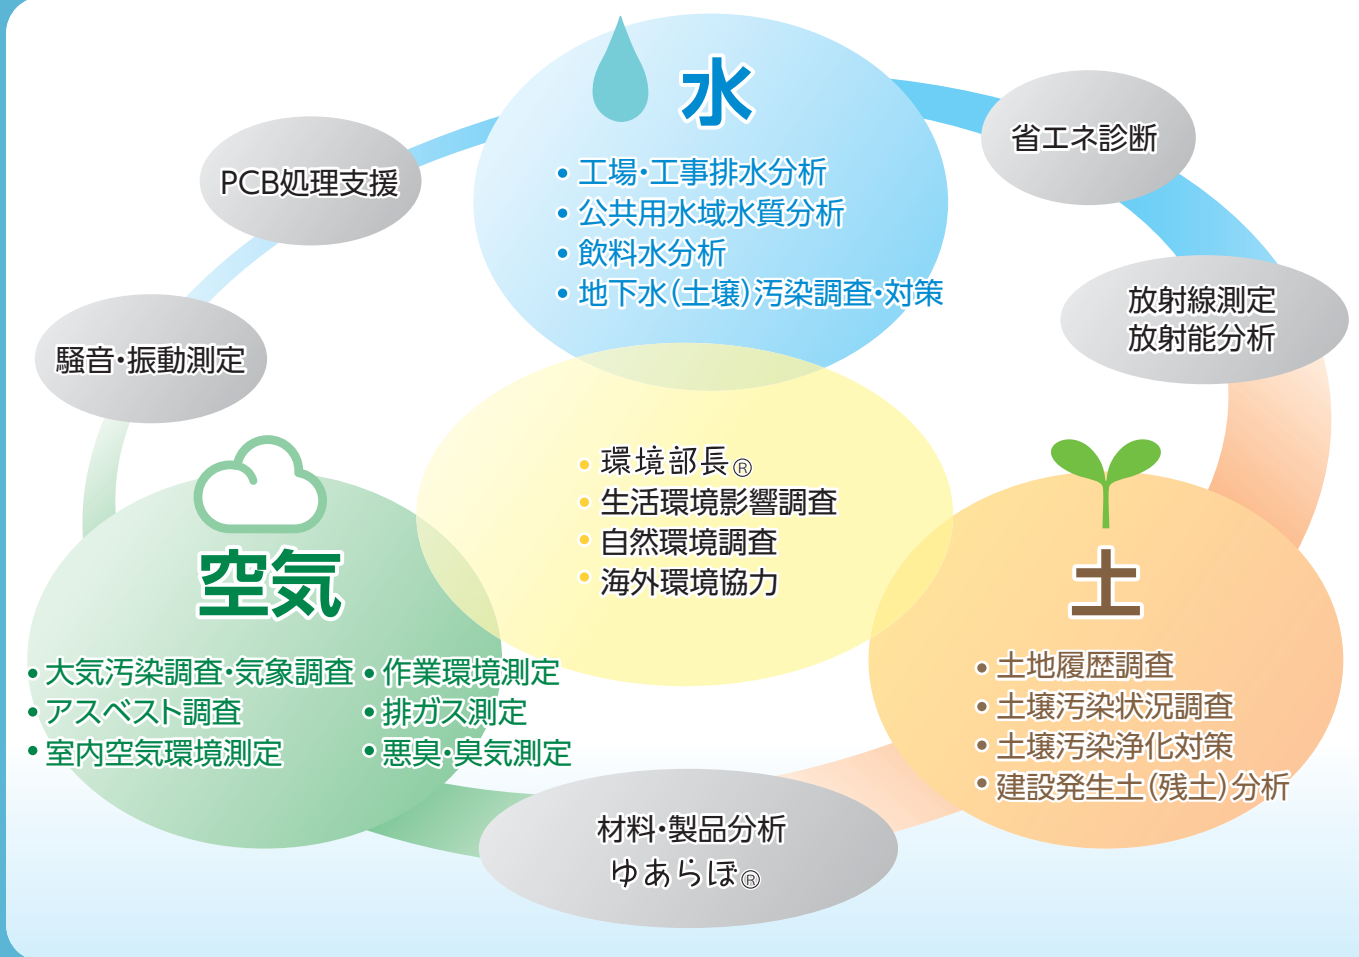 水
・工場・工事排水分析
・公共用水域水質分析
・飲料水分析
・地下水（土壌）汚染調査・対策
省エネ診断
PCB処理支援
放射線測定
放射能分析
騒音・振動測定
・環境部長®
・生活環境影響調査
・自然環境調査
・海外環境協力
空気
・大気汚染調査・気象調査
・アスベスト調査
・室内空気環境測定
・作業環境測定
・排ガス測定
・悪臭・臭気測定
土
・土地履歴調査
・土壌汚染状況調査
・土壌汚染浄化対策
・建設発生土（残土）分析
材料・製品分析
ゆあらぼ®